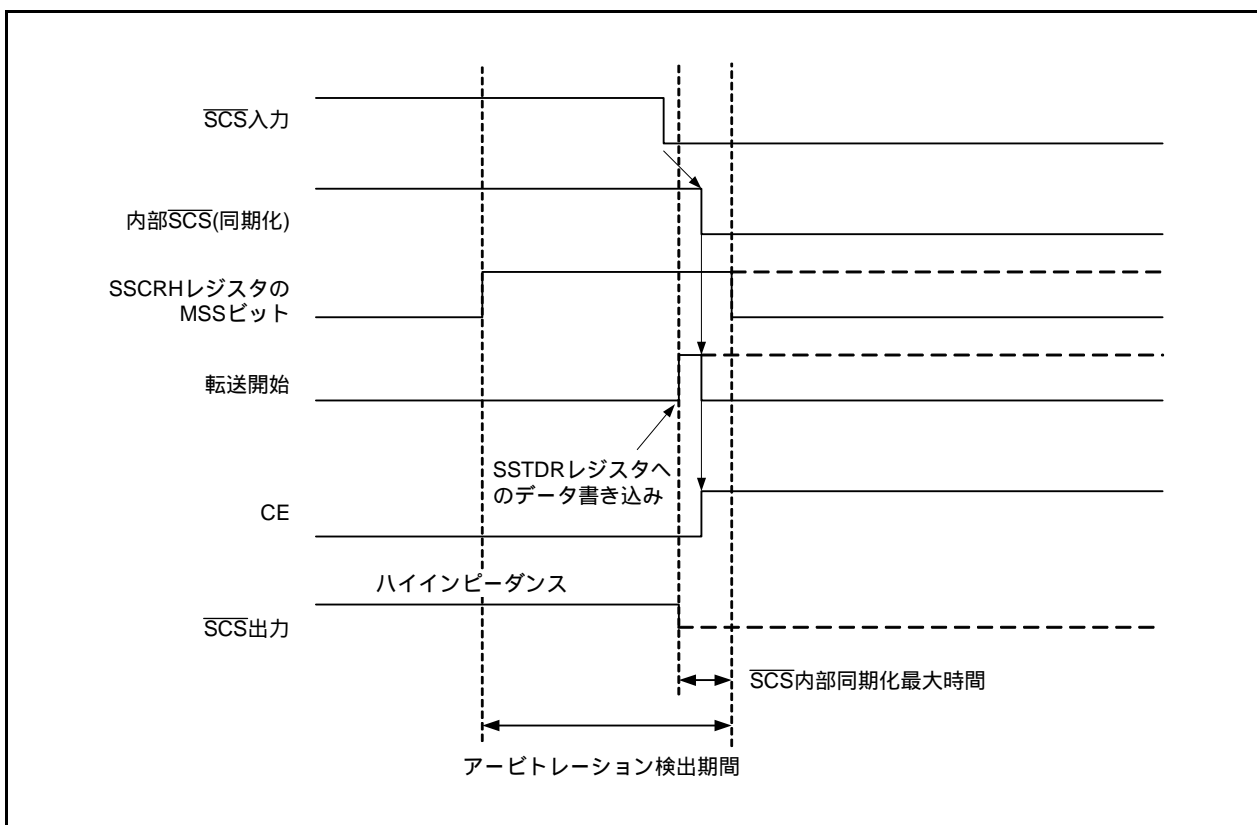 SCS入力
内部SCS(同期化)
SSCRHレジスタの
MSSビット
転送開始
SSTDRレジスタへ
のデータ書き込み
CE
ハイインピーダンス
SCS出力
SCS内部同期化最大時間
アービトレーション検出期間